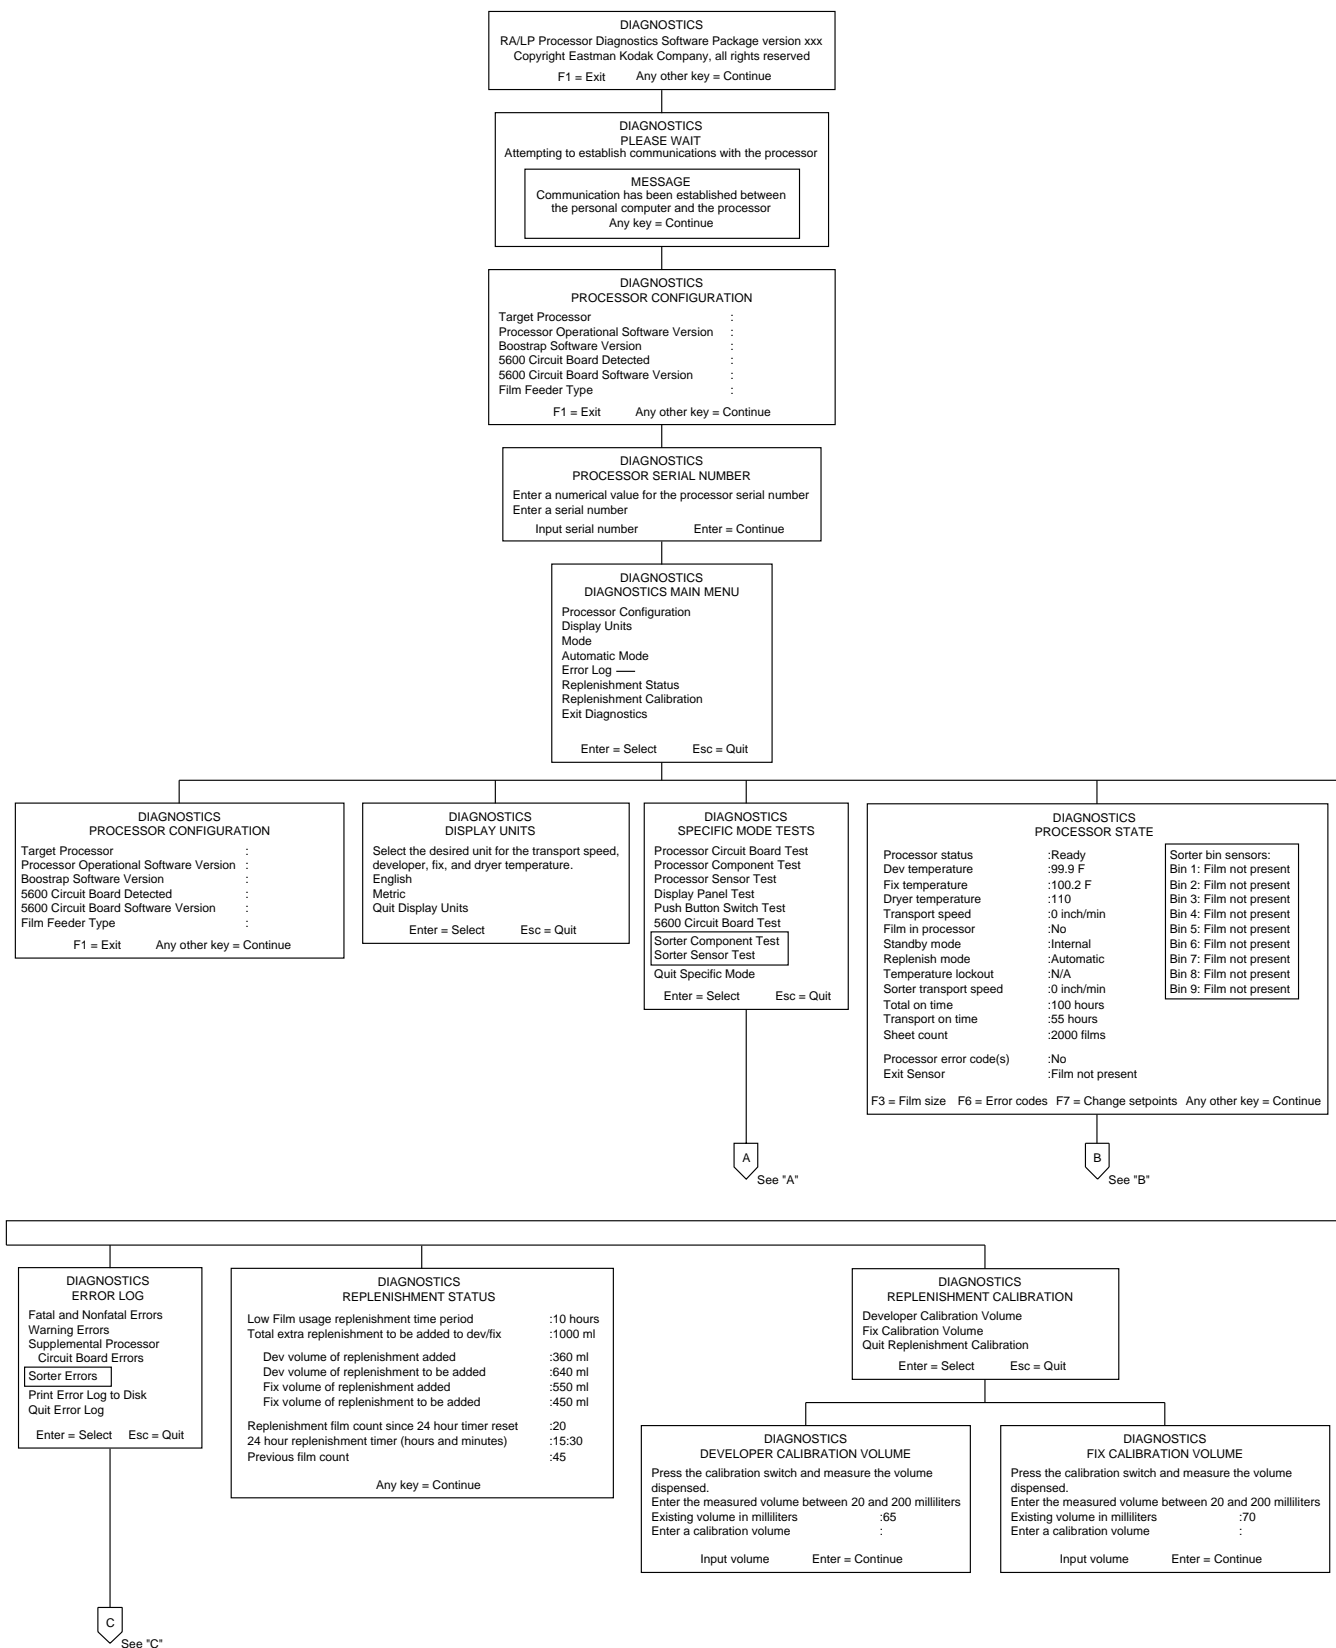 DIAGNOSTICS
RA/LP Processor Diagnostics Software Package version xxx
Copyright Eastman Kodak Company, all rights reserved
F1 = Exit Any other key = Continue
DIAGNOSTICS
PLEASE WAIT
Attempting to establish communications with the processor
MESSAGE
Communication has been established between
the personal computer and the processor
Any key = Continue
DIAGNOSTICS
PROCESSOR CONFIGURATION
Target Processor :
Processor Operational Software Version :
Boostrap Software Version :
5600 Circuit Board Detected :
5600 Circuit Board Software Version :
Film Feeder Type :
F1 = Exit Any other key = Continue
DIAGNOSTICS
PROCESSOR SERIAL NUMBER
Enter a numerical value for the processor serial number
Enter a serial number
Input serial number Enter = Continue
DIAGNOSTICS
DIAGNOSTICS MAIN MENU
Processor Configuration
Display Units
Mode
Automatic Mode
Error Log
Replenishment Status
Replenishment Calibration
Exit Diagnostics
Enter = Select Esc = Quit
DIAGNOSTICS
PROCESSOR CONFIGURATION
Target Processor :
Processor Operational Software Version :
Boostrap Software Version :
5600 Circuit Board Detected :
5600 Circuit Board Software Version :
Film Feeder Type :
F1 = Exit Any other key = Continue
DIAGNOSTICS
DISPLAY UNITS
Select the desired unit for the transport speed,
developer, fix, and dryer temperature.
English
Metric
Quit Display Units
Enter = Select Esc = Quit
DIAGNOSTICS
SPECIFIC MODE TESTS
Processor Circuit Board Test
Processor Component Test
Processor Sensor Test
Display Panel Test
Push Button Switch Test
5600 Circuit Board Test
Sorter Component Test
Sorter Sensor Test
Quit Specific Mode
Enter = Select Esc = Quit
A
See "A"
DIAGNOSTICS
PROCESSOR STATE
Processor status :Ready
Dev temperature :99.9 F
Fix temperature :100.2 F
Dryer temperature :110
Transport speed :0 inch/min
Film in processor :No
Standby mode :Internal
Replenish mode :Automatic
Temperature lockout :N/A
Sorter transport speed :0 inch/min
Total on time :100 hours
Transport on time :55 hours
Sheet count :2000 films
Processor error code(s) :No
Exit Sensor :Film not present
Sorter bin sensors:
Bin 1: Film not present
Bin 2: Film not present
Bin 3: Film not present
Bin 4: Film not present
Bin 5: Film not present
Bin 6: Film not present
Bin 7: Film not present
Bin 8: Film not present
Bin 9: Film not present
F3 = Film size F6 = Error codes F7 = Change setpoints Any other key = Continue
B
See "B"
DIAGNOSTICS
ERROR LOG
Fatal and Nonfatal Errors
Warning Errors
Supplemental Processor
Circuit Board Errors
Sorter Errors
Print Error Log to Disk
Quit Error Log
Enter = Select Esc = Quit
C
See "C"
DIAGNOSTICS
REPLENISHMENT STATUS
Low Film usage replenishment time period :10 hours
Total extra replenishment to be added to dev/fix :1000 ml
Dev volume of replenishment added :360 ml
Dev volume of replenishment to be added :640 ml
Fix volume of replenishment added :550 ml
Fix volume of replenishment to be added :450 ml
Replenishment film count since 24 hour timer reset :20
24 hour replenishment timer (hours and minutes) :15:30
Previous film count :45
Any key = Continue
DIAGNOSTICS
REPLENISHMENT CALIBRATION
Developer Calibration Volume
Fix Calibration Volume
Quit Replenishment Calibration
Enter = Select Esc = Quit
DIAGNOSTICS
DEVELOPER CALIBRATION VOLUME
Press the calibration switch and measure the volume
dispensed.
Enter the measured volume between 20 and 200 milliliters
Existing volume in milliliters :65
Enter a calibration volume :
Input volume Enter = Continue
DIAGNOSTICS
FIX CALIBRATION VOLUME
Press the calibration switch and measure the volume
dispensed.
Enter the measured volume between 20 and 200 milliliters
Existing volume in milliliters :70
Enter a calibration volume :
Input volume Enter = Continue